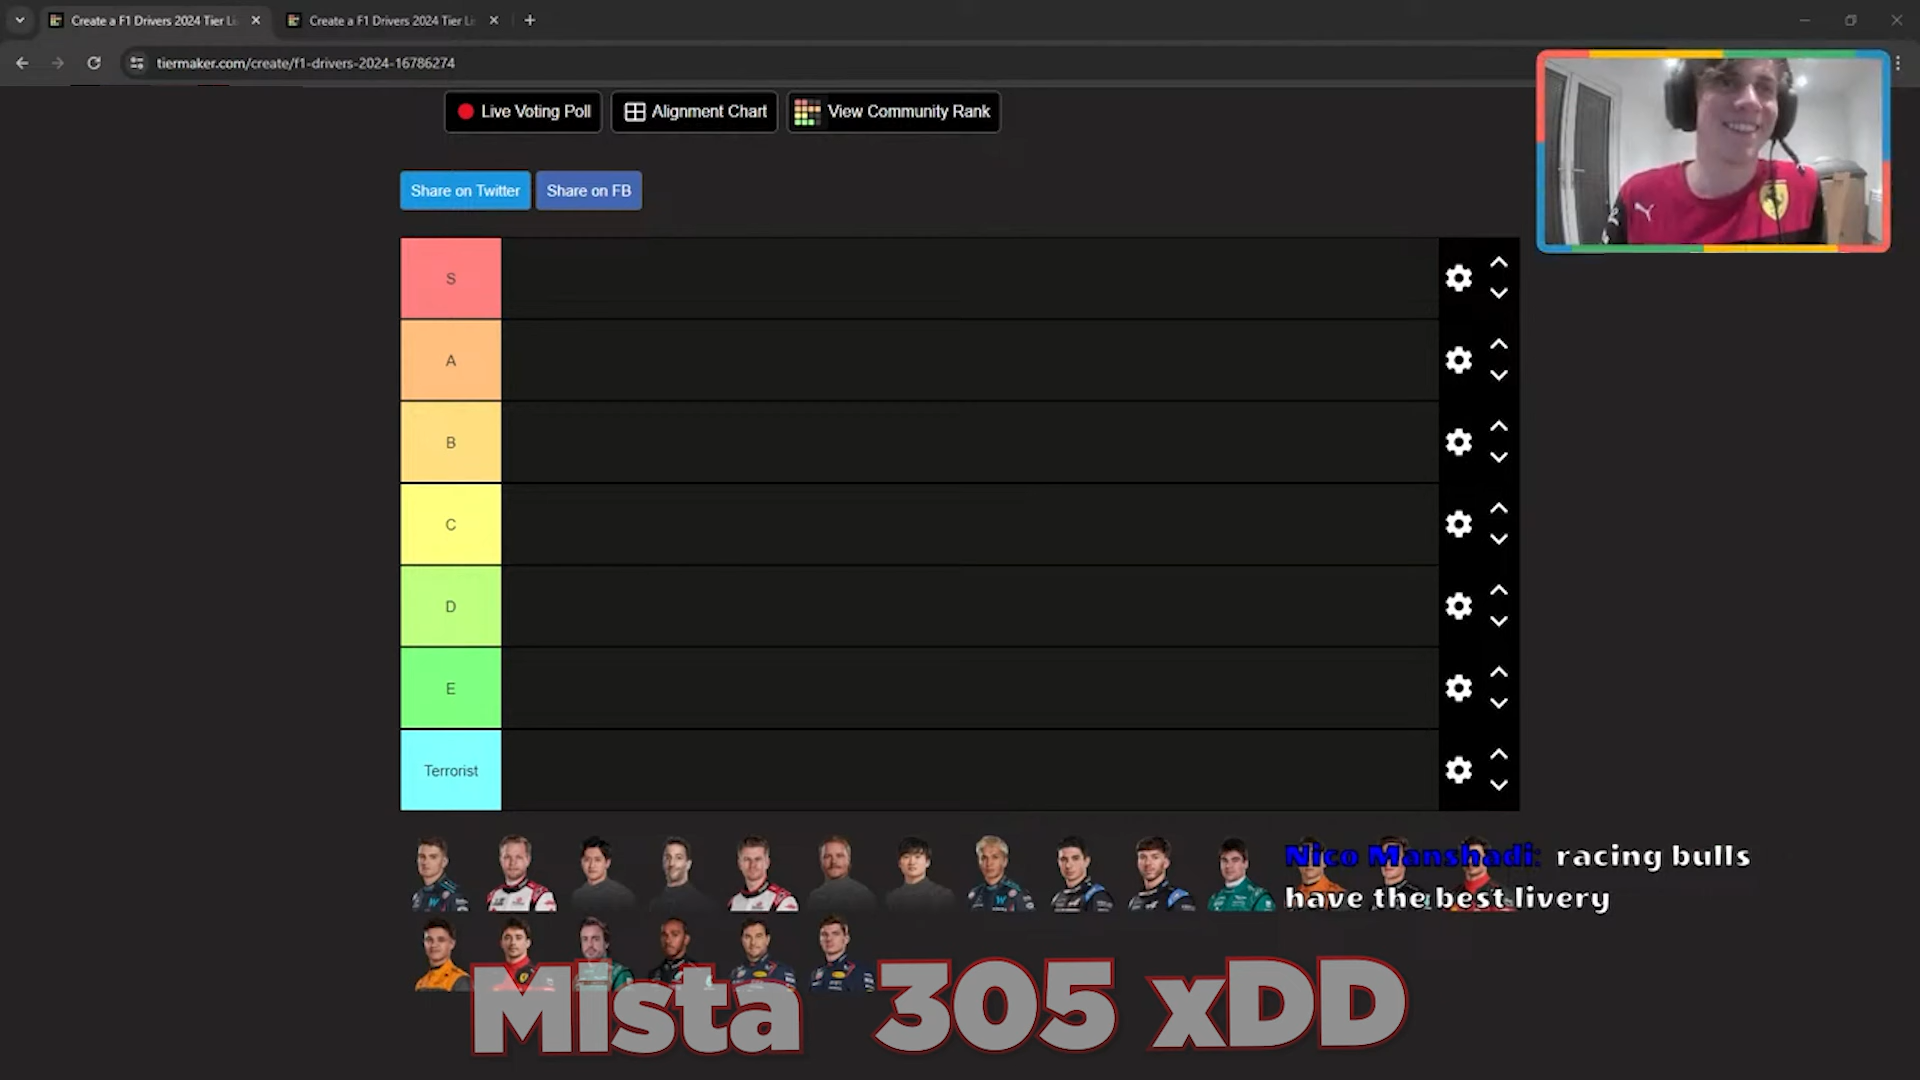 Create a F1 Drivers 2024 Tier Li
Create a F1 Drivers 2024 Tier Li
tiermaker.com/create/f1-drivers-2024-16786274
Live Voting Poll
Alignment Chart
View Community Rank
Share on Twitter
Share on FB
S
A
B
C
D
E
Terrorist
Nico Manshadi: racing bulls
have the best livery
Mista 305 xDD